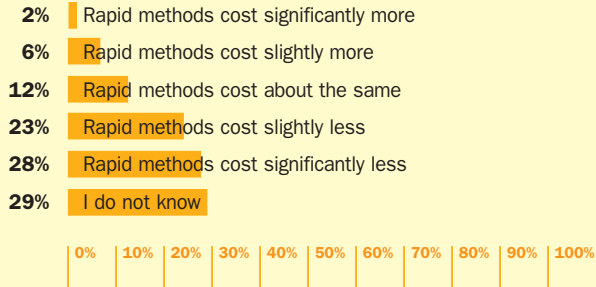 2% Rapid methods cost significantly more
6% Rapid methods cost slightly more
12% Rapid methods cost about the same
23% Rapid methods cost slightly less
28% Rapid methods cost significantly less
29% I do not know
0% 10% 20% 30% 40% 50% 60% 70% 80% 90% 100%